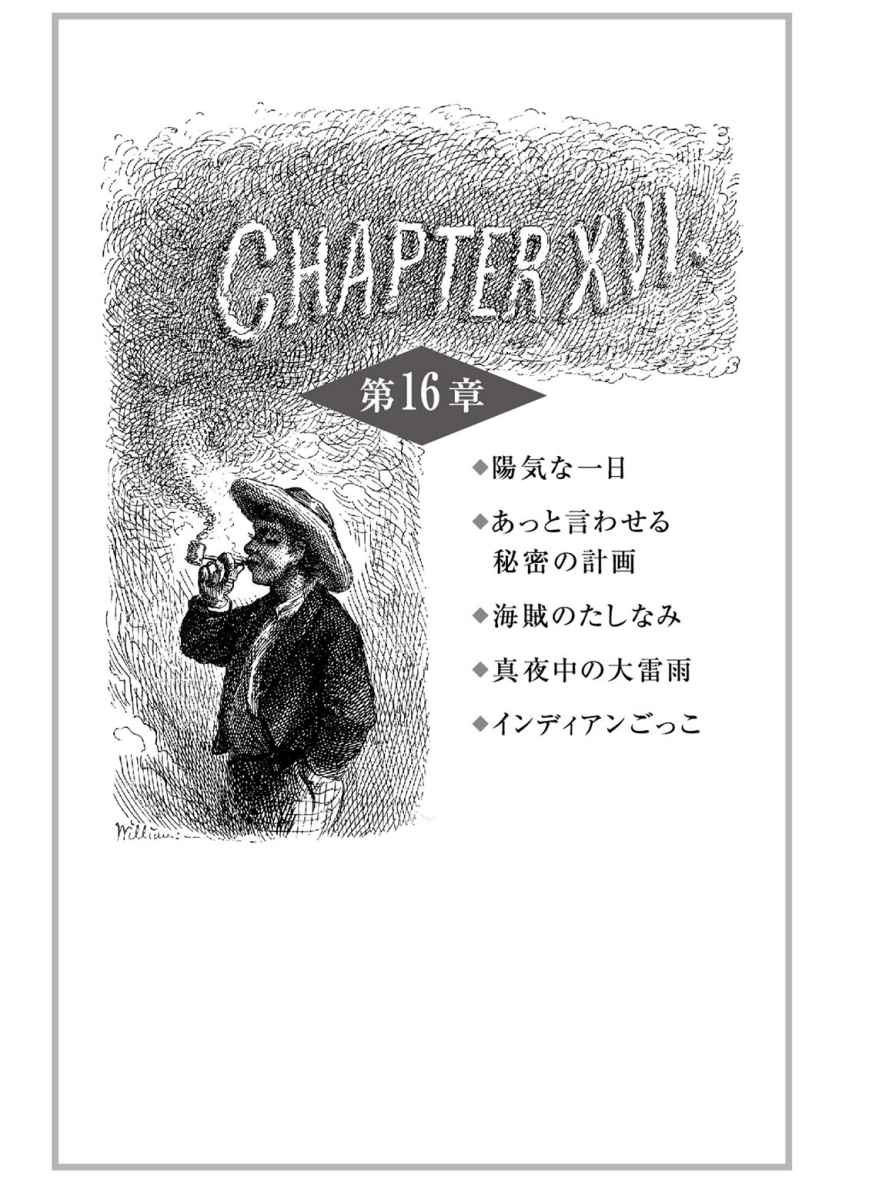 CHAPTER XVI.
第16章
◆陽気な一日
◆あっと言わせる
秘密の計画
◆海賊のたしなみ
◆真夜中の大雷雨
◆インディアンごっこ